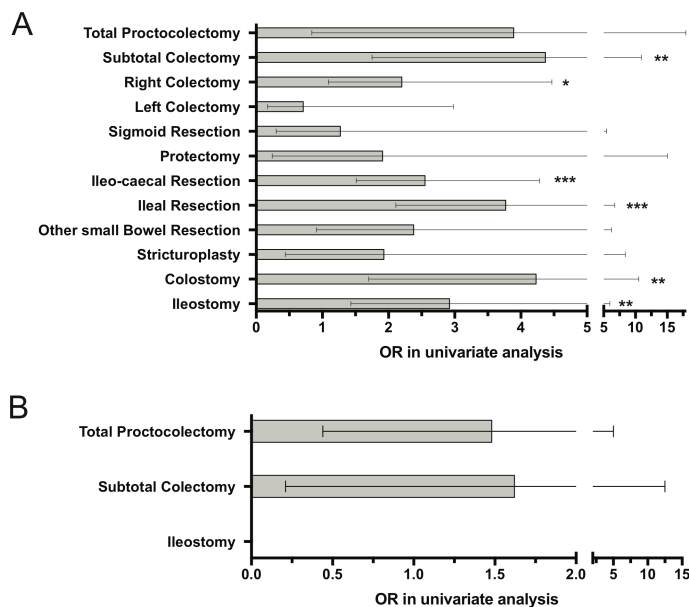 A
Total Proctocolectomy
Subtotal Colectomy
**
Right Colectomy
*
Left Colectomy
Sigmoid Resection
Protectomy
Ileo-caecal Resection
***
Ileal Resection
***
Other small Bowel Resection
Stricturoplasty
Colostomy
**
Ileostomy
**
0 1 2 3 4 5 5 10 15
OR in univariate analysis
B
Total Proctocolectomy
Subtotal Colectomy
Ileostomy
0.0 0.5 1.0 1.5 2.0 5 10 15
OR in univariate analysis